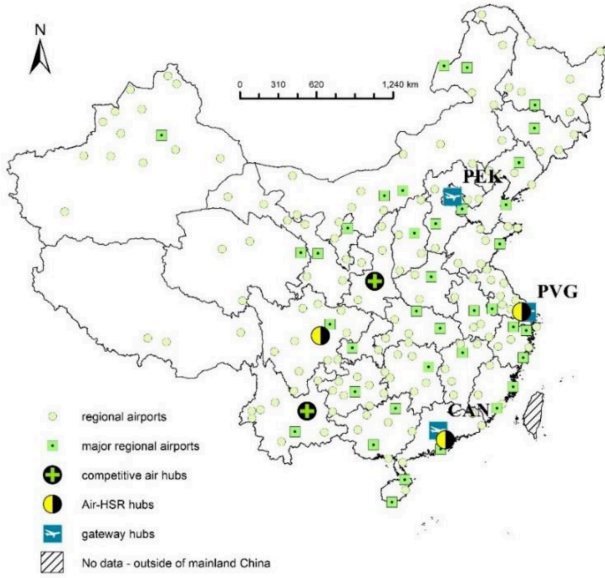 N
0 310 620 1,240 km
PEK
PVG
CAN
regional airports
major regional airports
competitive air hubs
Air-HSR hubs
gateway hubs
No data - outside of mainland China